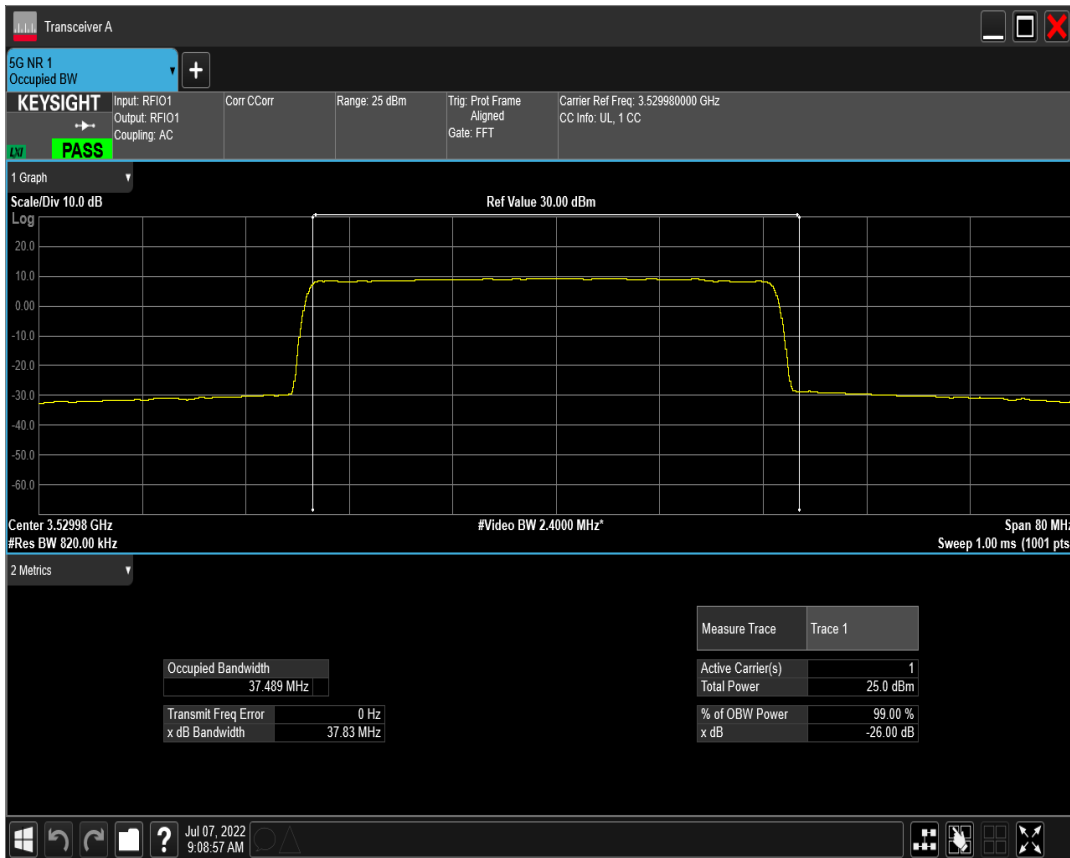 Transceiver A
5G NR 1
Occupied BW
+
KEYSIGHT
LXI
PASS
Input: RFIO1
Output: RFIO1
Coupling: AC
Corr CCorr
Range: 25 dBm
Trig: Prot Frame
Aligned
Gate: FFT
Carrier Ref Freq: 3.529980000 GHz
CC Info: UL, 1 CC
1 Graph
Scale/Div 10.0 dB
Ref Value 30.00 dBm
Log
20.0
10.0
0.00
-10.0
-20.0
-30.0
-40.0
-50.0
-60.0
Center 3.52998 GHz
#Video BW 2.4000 MHz*
Span 80 MHz
#Res BW 820.00 kHz
Sweep 1.00 ms (1001 pts
2 Metrics
Measure Trace Trace 1
Occupied Bandwidth
37.489 MHz
Active Carrier(s) 1
Total Power 25.0 dBm
Transmit Freq Error 0 Hz
x dB Bandwidth 37.83 MHz
% of OBW Power 99.00 %
x dB -26.00 dB
?
Jul 07, 2022
9:08:57 AM